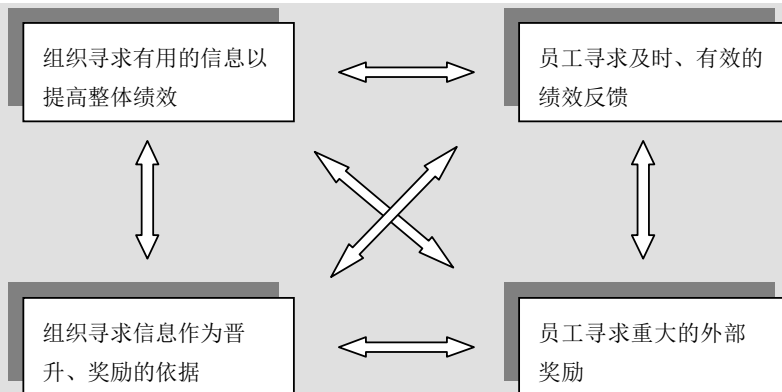 组织寻求有用的信息以
提高整体绩效
员工寻求及时、有效的
绩效反馈
组织寻求信息作为晋
升、奖励的依据
员工寻求重大的外部
奖励